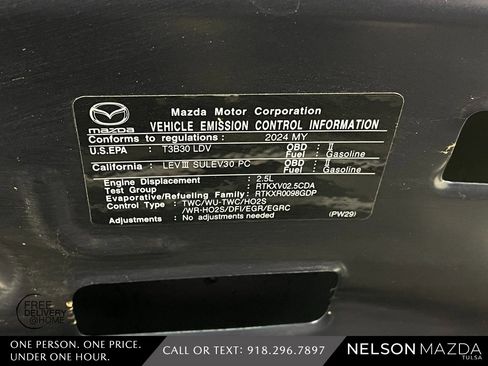 mazda
Mazda Motor Corporation
VEHICLE EMISSION CONTROL INFORMATION
Conforms to regulations : 2024 MY
U.S.EPA : T3B30 LDV OBD : II
Fuel : Gasoline
California : LEVIII SULEV30 PC OBD : II
Fuel : Gasoline
Engine Displacement : 2.5L
Test Group : RTKXV02.5CDA
Evaporative/Refueling Family : RTKXR0098GDP
Control Type : TWC/WU-TWC/HO2S
/WR-HO2S/DFI/EGR/EGRC
Adjustments : No adjustments needed (PW29)
FREE
DELIVERY
@HOME
ONE PERSON. ONE PRICE.
UNDER ONE HOUR.
CALL OR TEXT: 918.296.7897
NELSON MAZDA
TULSA